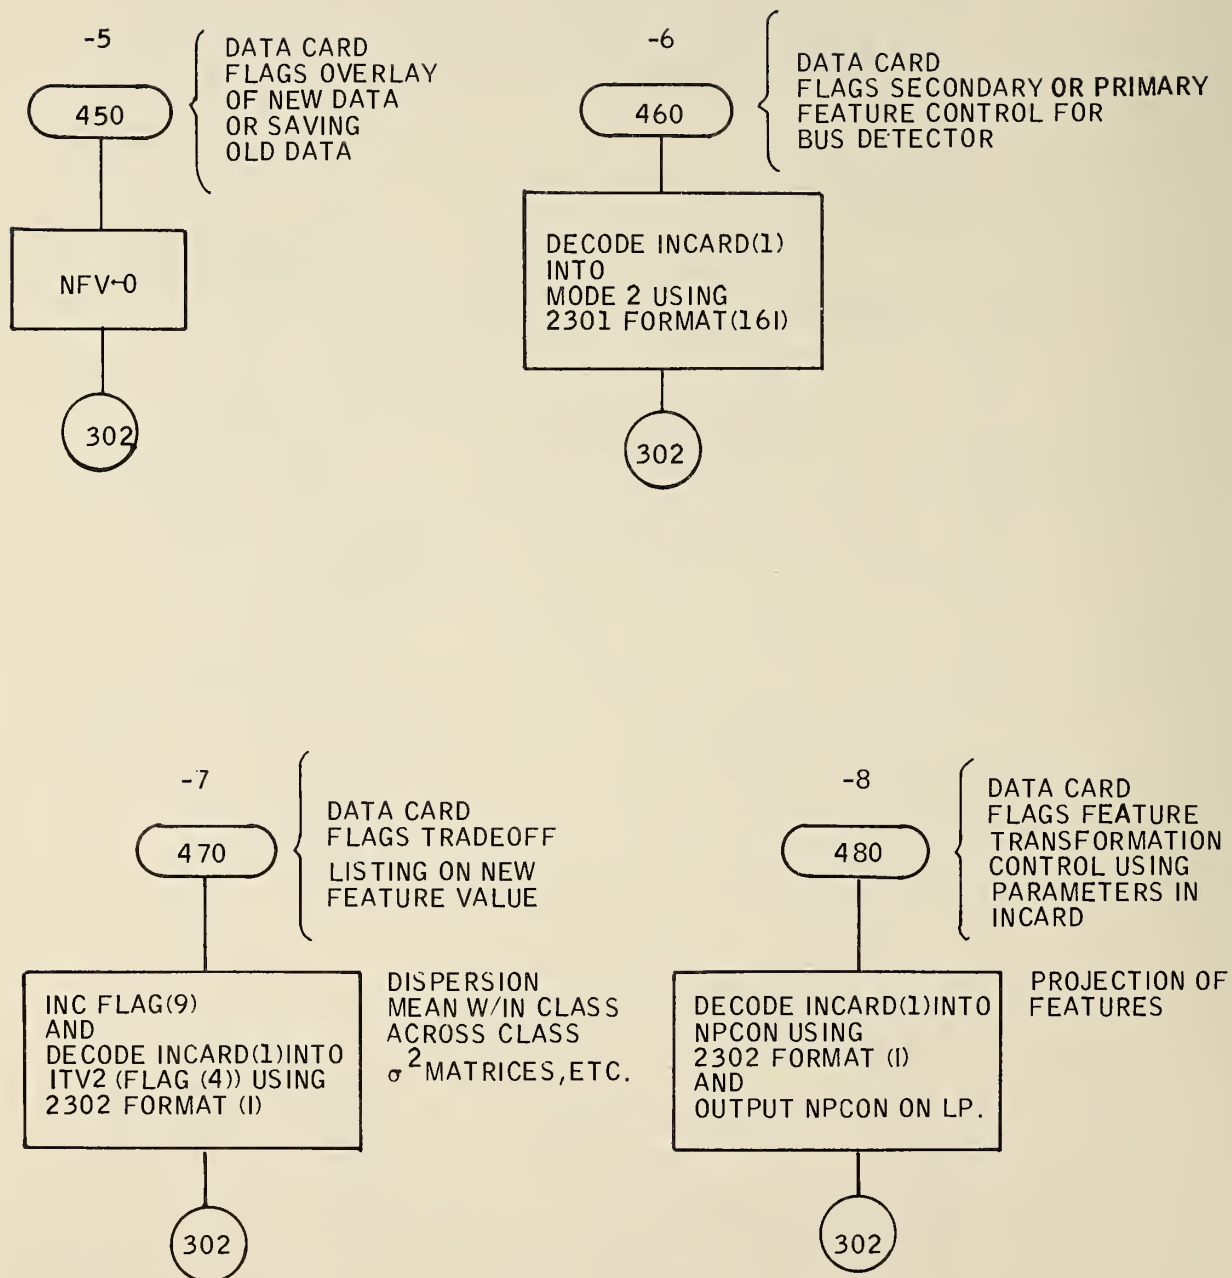 -5
450
DATA CARD
FLAGS OVERLAY
OF NEW DATA
OR SAVING
OLD DATA
NFV←0
302
-6
460
DATA CARD
FLAGS SECONDARY OR PRIMARY
FEATURE CONTROL FOR
BUS DETECTOR
DECODE INCARD(1)
INTO
MODE 2 USING
2301 FORMAT(16I)
302
-7
470
DATA CARD
FLAGS TRADEOFF
LISTING ON NEW
FEATURE VALUE
INC FLAG(9)
AND
DECODE INCARD(1)INTO
ITV2 (FLAG (4)) USING
2302 FORMAT (I)
DISPERSION
MEAN W/IN CLASS
ACROSS CLASS
σ² MATRICES, ETC.
302
-8
480
DATA CARD
FLAGS FEATURE
TRANSFORMATION
CONTROL USING
PARAMETERS IN
INCARD
DECODE INCARD(1)INTO
NPCON USING
2302 FORMAT (I)
AND
OUTPUT NPCON ON LP.
PROJECTION OF
FEATURES
302